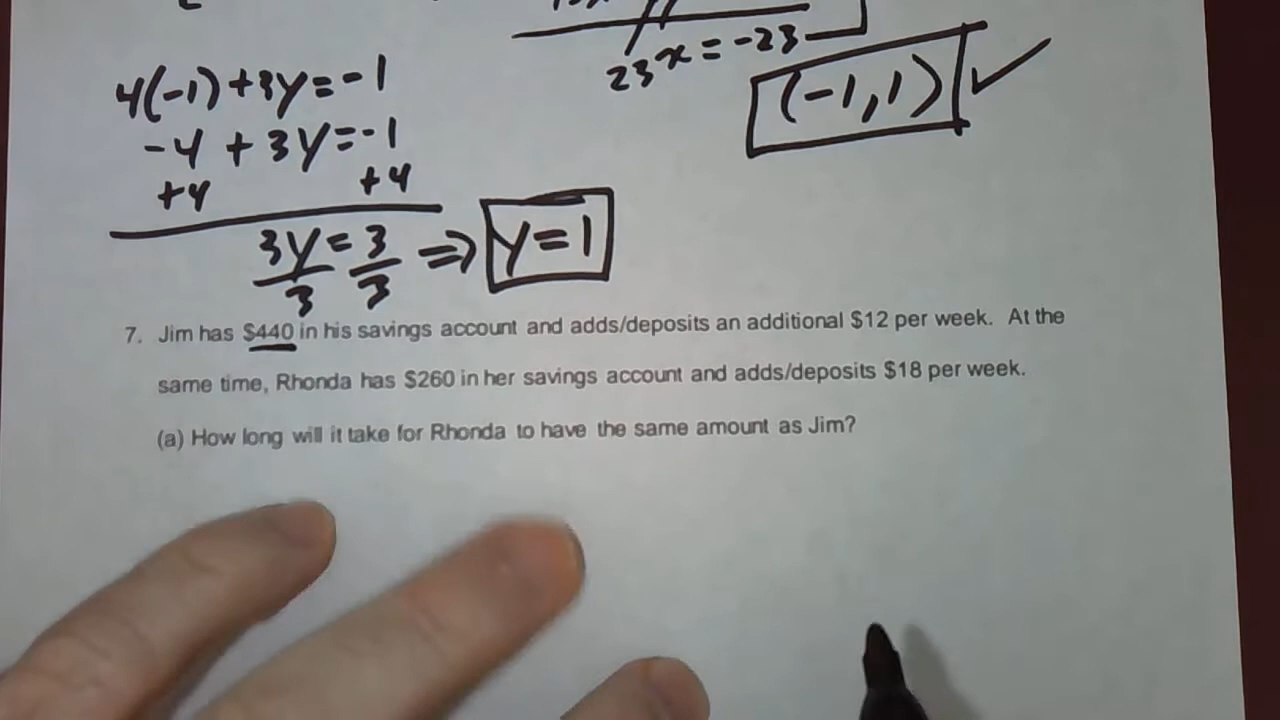 23x = -23
(-1, 1) ✓
4(-1) + 3y = -1
-4 + 3y = -1
+4 +4
3y = 3
3 3
⇒ y = 1
7. Jim has $440 in his savings account and adds/deposits an additional $12 per week. At the
same time, Rhonda has $260 in her savings account and adds/deposits $18 per week.
(a) How long will it take for Rhonda to have the same amount as Jim?